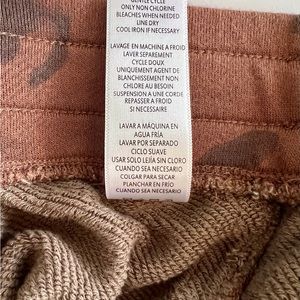 GENTLE CYCLE
ONLY NON CHLORINE
BLEACHES WHEN NEEDED
LINE DRY
COOL IRON IF NECESSARY
LAVAGE EN MACHINE A FROID
LAVER SEPAREMENT
CYCLE DOUX
UNIQUEMENT AGENT DE
BLANCHISSEMENT NON
CHLORE AU BESOIN
SUSPENSION A UNE CORDE
REPASSER A FROID
SI NECESSAIRE
LAVAR A MÁQUINA EN
AGUA FRÍA
LAVAR POR SEPARADO
CICLO SUAVE
USAR SOLO LEJÍA SIN CLORO
CUANDO SEA NECESARIO
COLGAR PARA SECAR
PLANCHAR EN FRÍO
CUANDO SEA NECESARIO